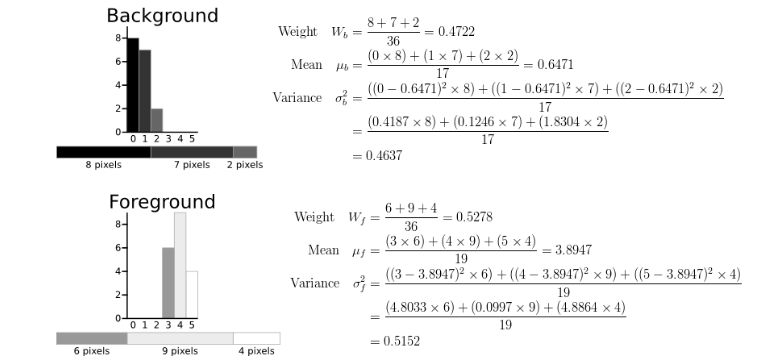 Background
8
6
4
2
0
0 1 2 3 4 5
8 pixels 7 pixels 2 pixels
Weight W_b = (8 + 7 + 2)/36 = 0.4722
Mean μ_b = ((0 × 8) + (1 × 7) + (2 × 2))/17 = 0.6471
Variance σ_b^2 = (((0 − 0.6471)^2 × 8) + ((1 − 0.6471)^2 × 7) + ((2 − 0.6471)^2 × 2))/17
= ((0.4187 × 8) + (0.1246 × 7) + (1.8304 × 2))/17
= 0.4637
Foreground
8
6
4
2
0
0 1 2 3 4 5
6 pixels 9 pixels 4 pixels
Weight W_f = (6 + 9 + 4)/36 = 0.5278
Mean μ_f = ((3 × 6) + (4 × 9) + (5 × 4))/19 = 3.8947
Variance σ_f^2 = (((3 − 3.8947)^2 × 6) + ((4 − 3.8947)^2 × 9) + ((5 − 3.8947)^2 × 4))/19
= ((4.8033 × 6) + (0.0997 × 9) + (4.8864 × 4))/19
= 0.5152